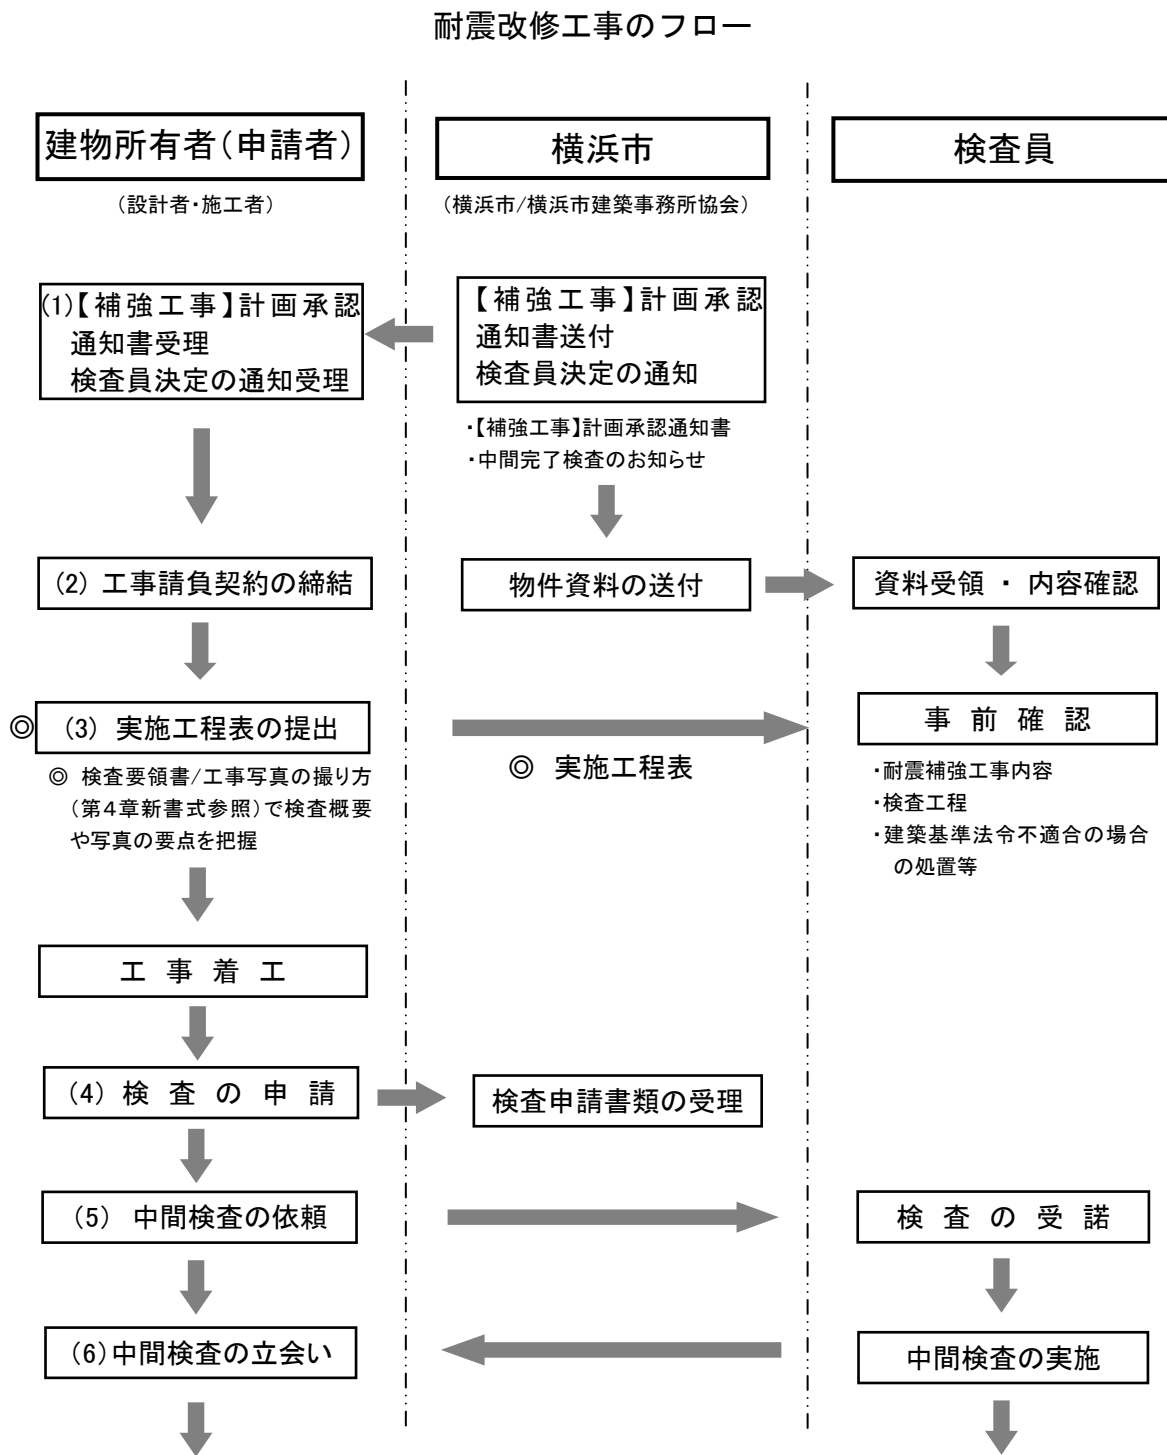 耐震改修工事のフロー
建物所有者(申請者)
横浜市
検査員
(設計者・施工者)
(横浜市/横浜市建築事務所協会)
(1)【補強工事】計画承認
通知書受理
検査員決定の通知受理
【補強工事】計画承認
通知書送付
検査員決定の通知
・【補強工事】計画承認通知書
・中間完了検査のお知らせ
(2) 工事請負契約の締結
物件資料の送付
資料受領 ・ 内容確認
◎ (3) 実施工程表の提出
◎ 検査要領書/工事写真の撮り方
(第4章新書式参照)で検査概要
や写真の要点を把握
◎ 実施工程表
事 前 確 認
・耐震補強工事内容
・検査工程
・建築基準法令不適合の場合
の処置等
工 事 着 工
(4) 検 査 の 申 請
検査申請書類の受理
(5) 中間検査の依頼
検 査 の 受 諾
(6)中間検査の立会い
中間検査の実施